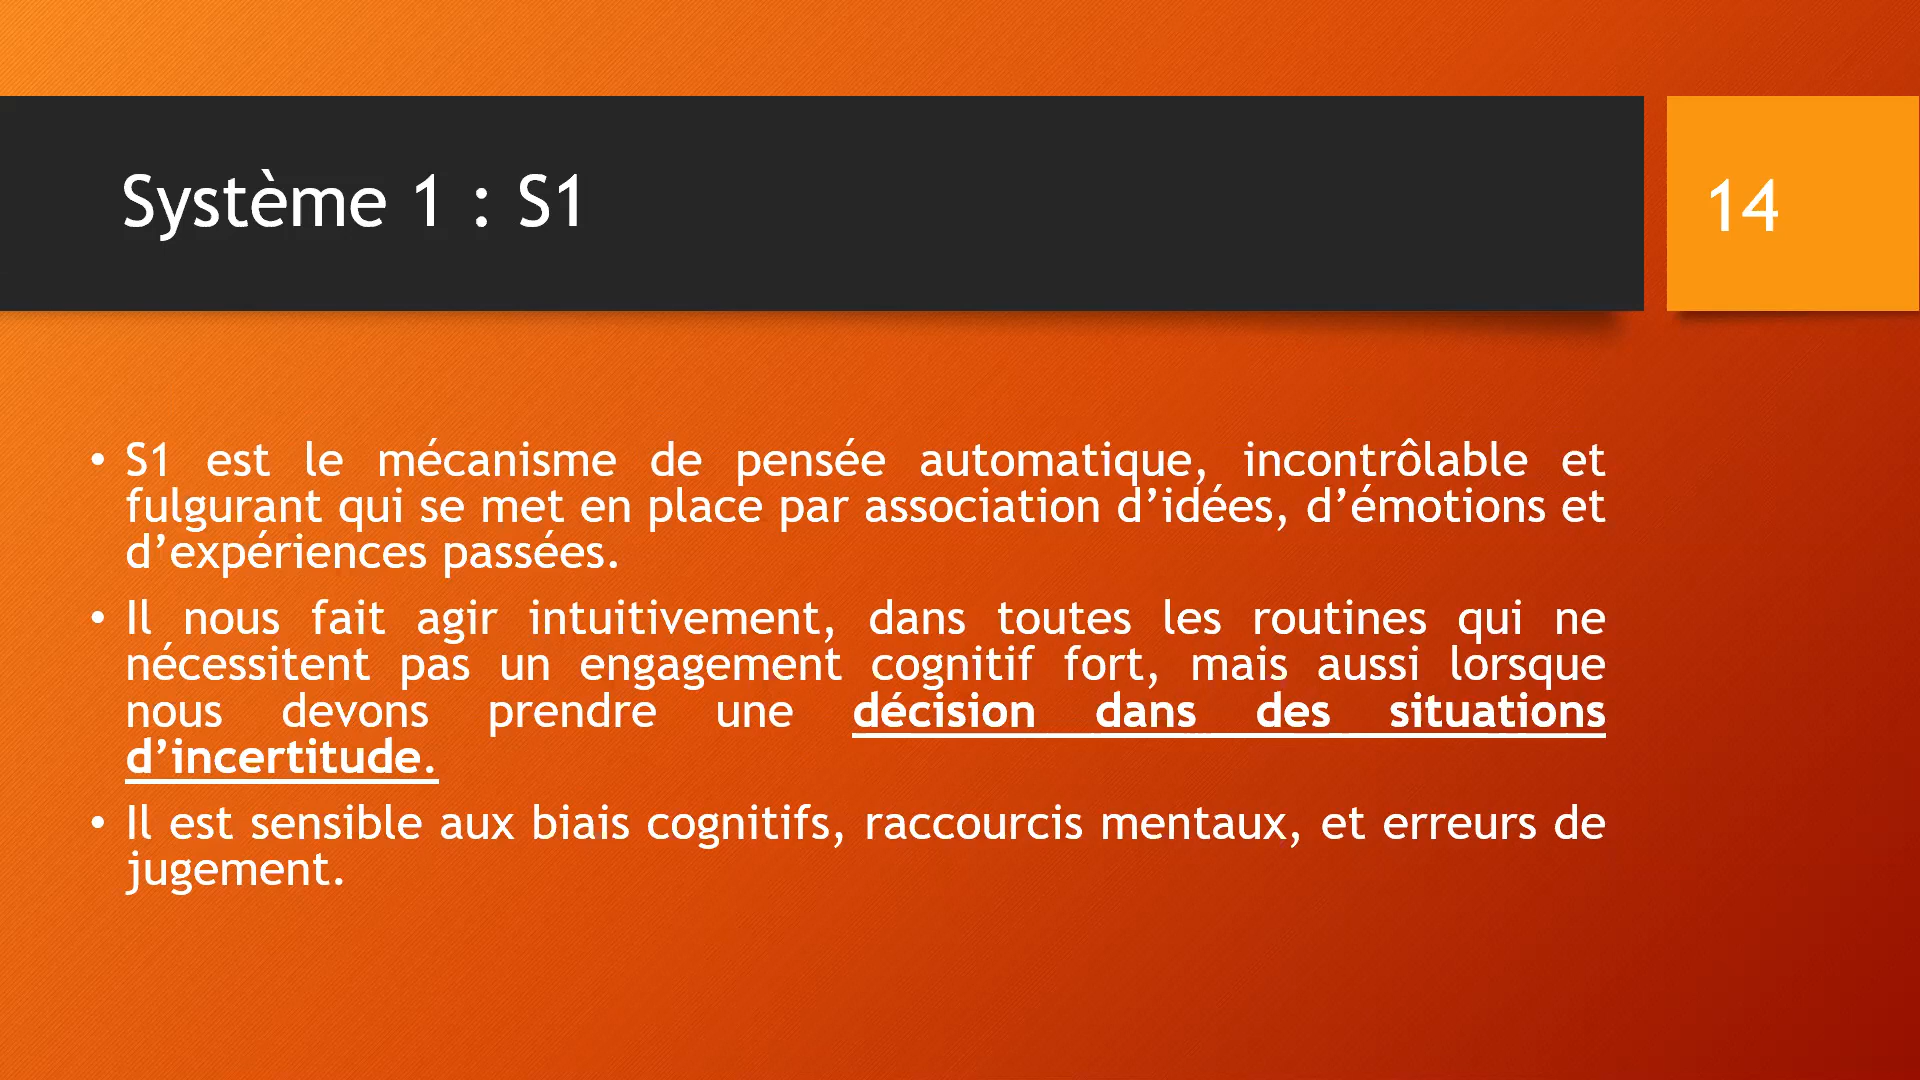 Système 1 : S1
14
• S1 est le mécanisme de pensée automatique, incontrôlable et
fulgurant qui se met en place par association d’idées, d’émotions et
d’expériences passées.
• Il nous fait agir intuitivement, dans toutes les routines qui ne
nécessitent pas un engagement cognitif fort, mais aussi lorsque
nous devons prendre une décision dans des situations
d’incertitude.
• Il est sensible aux biais cognitifs, raccourcis mentaux, et erreurs de
jugement.